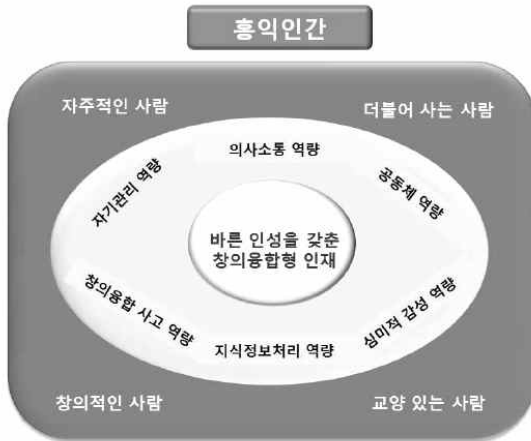 홍익인간
자주적인 사람
더불어 사는 사람
의사소통 역량
자기관리 역량
공동체 역량
바른 인성을 갖춘
창의융합형 인재
창의융합 사고 역량
지식정보처리 역량
심미적 감성 역량
창의적인 사람
교양 있는 사람